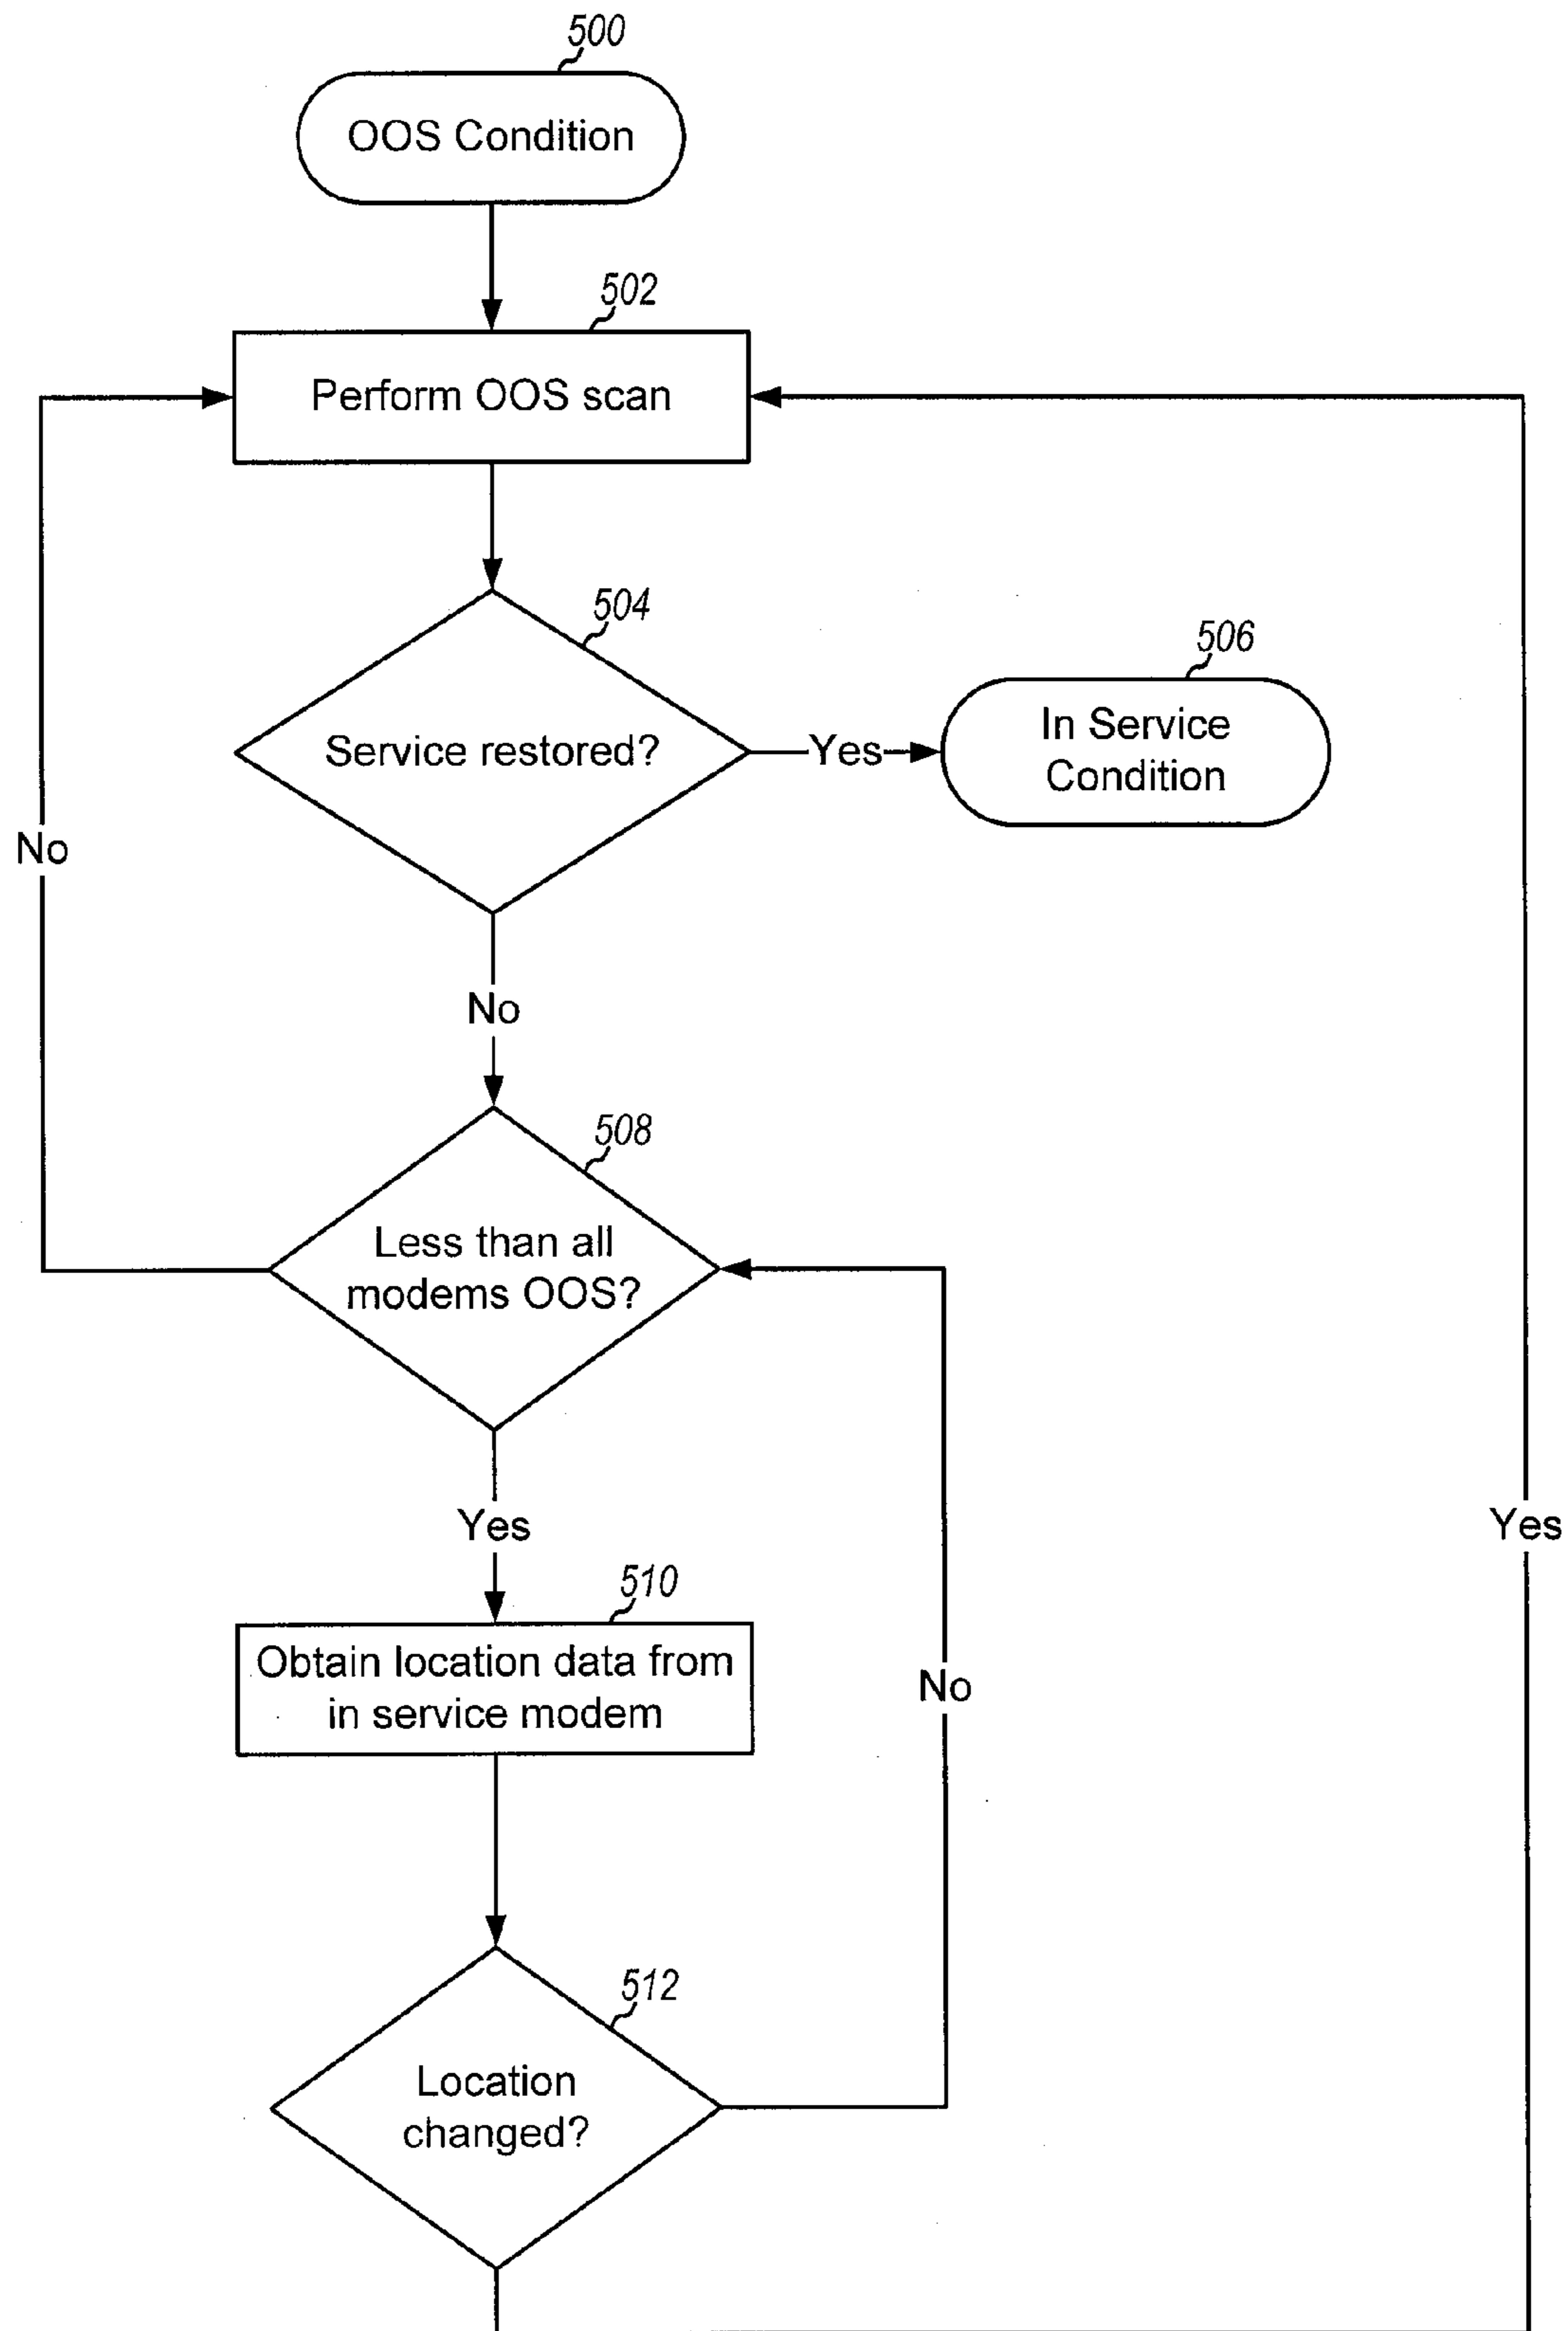 500
OOS Condition
502
Perform OOS scan
504
Service restored?
Yes
506
In Service
Condition
No
No
508
Less than all
modems OOS?
Yes
510
Obtain location data from
in service modem
No
Yes
512
Location
changed?